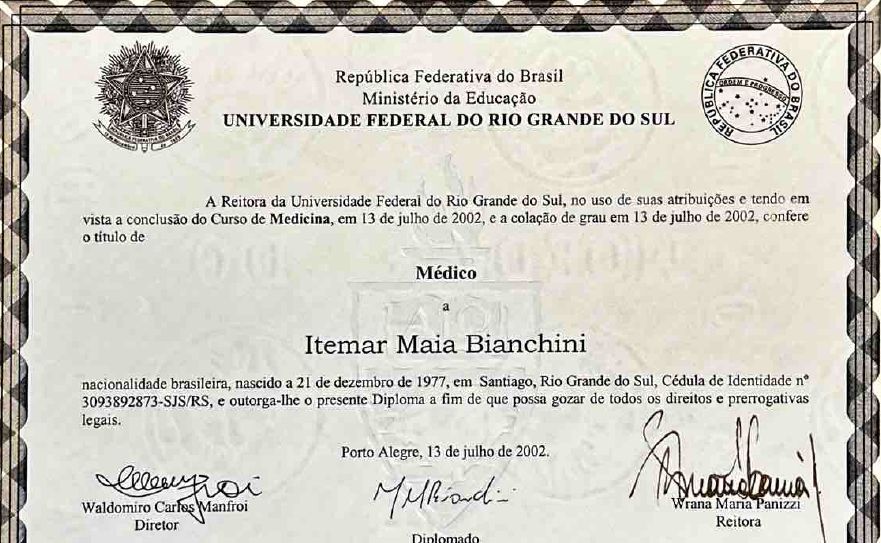 República Federativa do Brasil
Ministério da Educação
UNIVERSIDADE FEDERAL DO RIO GRANDE DO SUL
REPÚBLICA FEDERATIVA DO BRASIL
ORDEM E PROGRESSO
A Reitora da Universidade Federal do Rio Grande do Sul, no uso de suas atribuições e tendo em
vista a conclusão do Curso de Medicina, em 13 de julho de 2002, e a colação de grau em 13 de julho de 2002, confere
o título de
Médico
a
Itemar Maia Bianchini
nacionalidade brasileira, nascido a 21 de dezembro de 1977, em Santiago, Rio Grande do Sul, Cédula de Identidade nº
3093892873-SJS/RS, e outorga-lhe o presente Diploma a fim de que possa gozar de todos os direitos e prerrogativas
legais.
Porto Alegre, 13 de julho de 2002.
Waldomiro Carlos Manfroi
Diretor
Diplomado
Wrana Maria Panizzi
Reitora